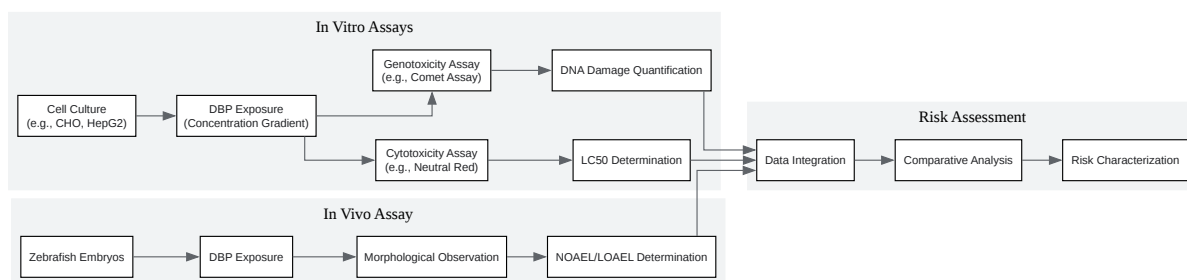 In Vitro Assays
Cell Culture
(e.g., CHO, HepG2)
DBP Exposure
(Concentration Gradient)
Genotoxicity Assay
(e.g., Comet Assay)
DNA Damage Quantification
Cytotoxicity Assay
(e.g., Neutral Red)
LC50 Determination
In Vivo Assay
Zebrafish Embryos
DBP Exposure
Morphological Observation
NOAEL/LOAEL Determination
Risk Assessment
Data Integration
Comparative Analysis
Risk Characterization